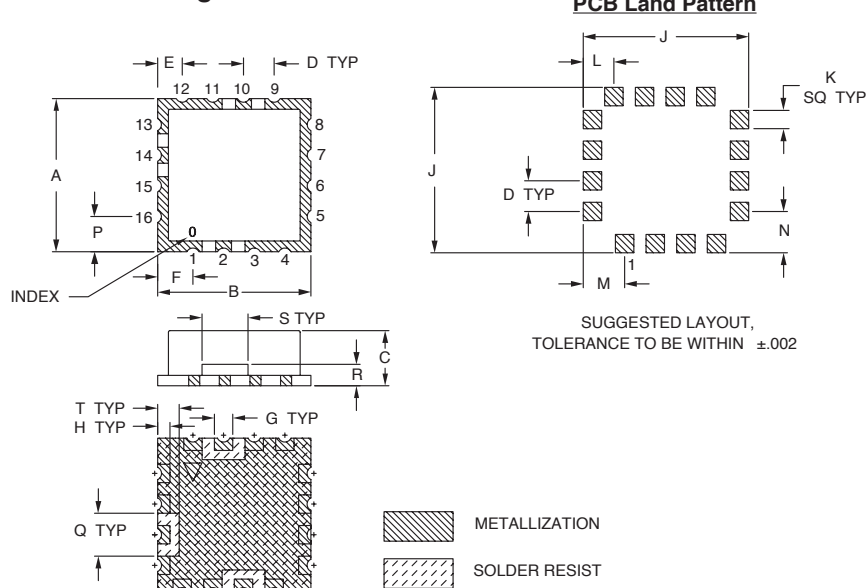 PCB Land Pattern
E
D TYP
12 11 10 9
13
14
15
16
8
7
6
5
A
P
0
1 2 3 4
F
B
INDEX
J
L
K
SQ TYP
J
D TYP
N
1
M
SUGGESTED LAYOUT,
TOLERANCE TO BE WITHIN ±.002
S TYP
C
R
T TYP
H TYP
G TYP
Q TYP
METALLIZATION
SOLDER RESIST